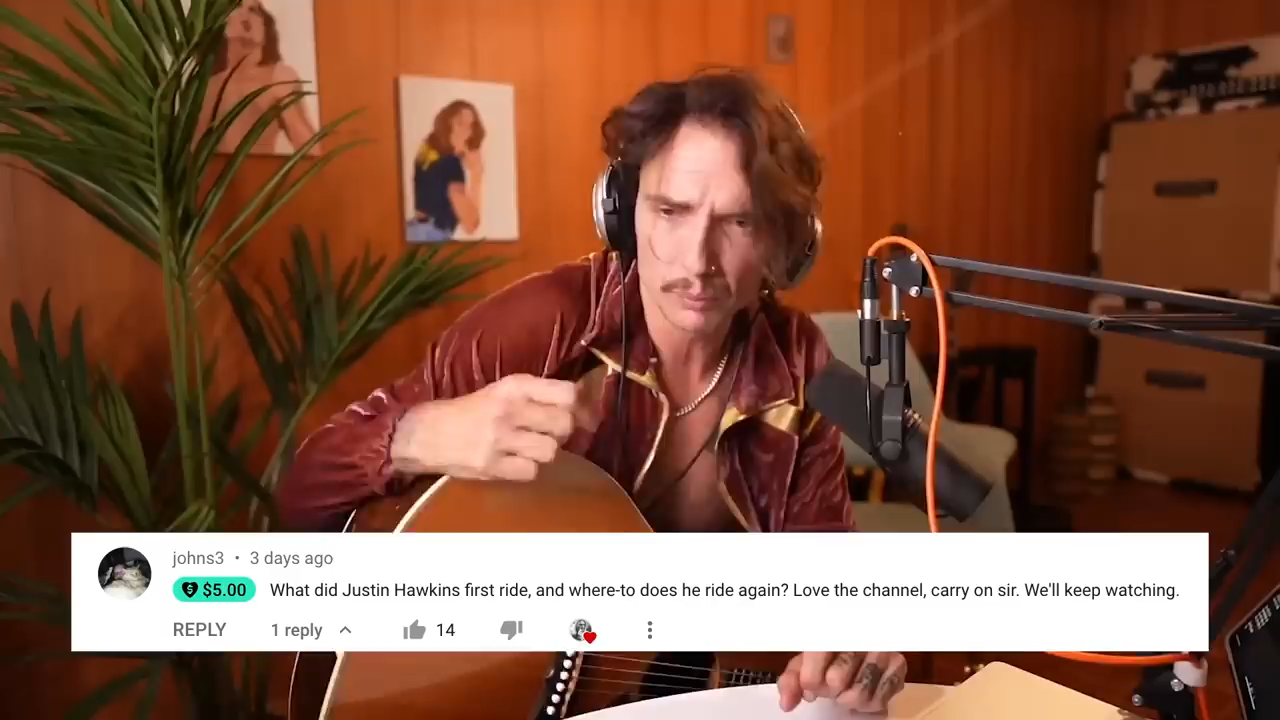 johns3 • 3 days ago
$5.00 What did Justin Hawkins first ride, and where-to does he ride again? Love the channel, carry on sir. We'll keep watching.
REPLY 1 reply 14